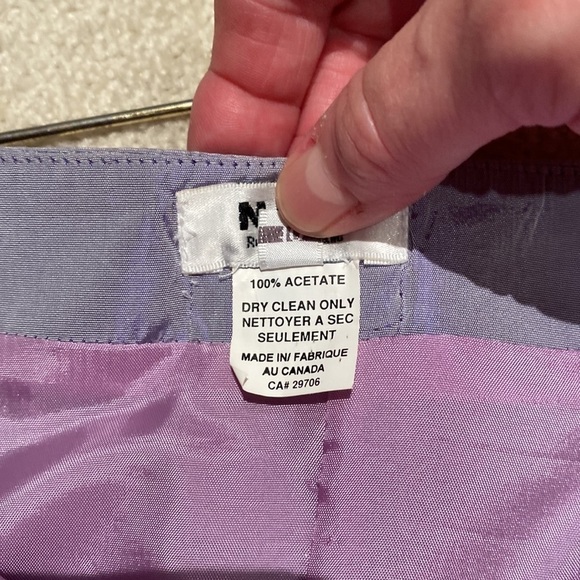 N
100% ACETATE
DRY CLEAN ONLY
NETTOYER A SEC
SEULEMENT
MADE IN/ FABRIQUE
AU CANADA
CA# 29706